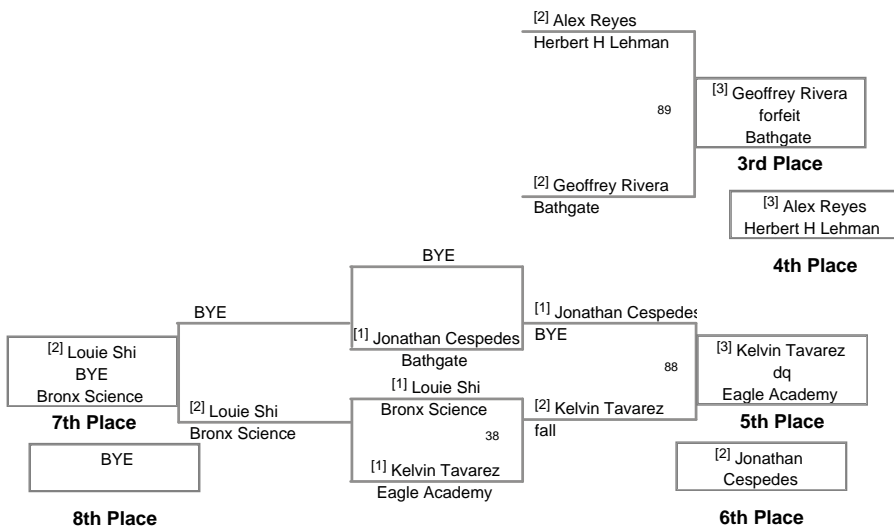 [2] Alex Reyes
Herbert H Lehman
89
[3] Geoffrey Rivera
forfeit
Bathgate
3rd Place
[2] Geoffrey Rivera
Bathgate
[3] Alex Reyes
Herbert H Lehman
4th Place
BYE
BYE
[1] Jonathan Cespedes
Bathgate
[1] Jonathan Cespedes
BYE
[2] Louie Shi
BYE
Bronx Science
7th Place
[2] Louie Shi
Bronx Science
[1] Louie Shi
Bronx Science
38
[1] Kelvin Tavarez
Eagle Academy
88
[2] Kelvin Tavarez
fall
[3] Kelvin Tavarez
dq
Eagle Academy
5th Place
BYE
8th Place
[2] Jonathan
Cespedes
6th Place